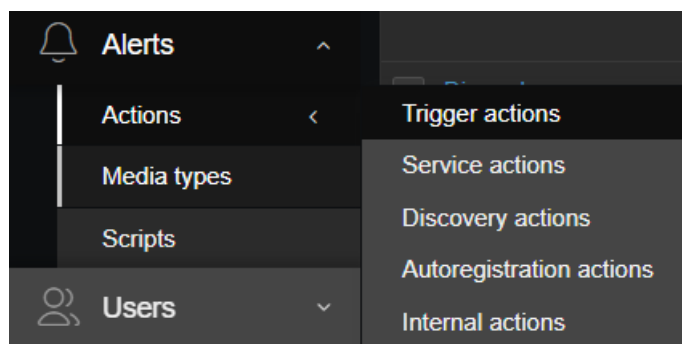 Alerts
Actions
Media types
Scripts
Users
Trigger actions
Service actions
Discovery actions
Autoregistration actions
Internal actions